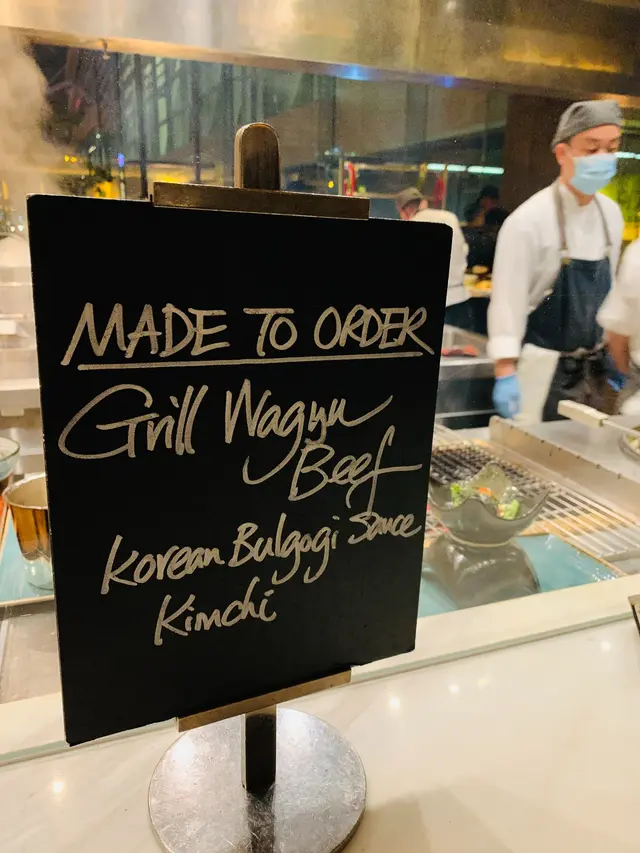 MADE TO ORDER
Grill Wagyu
Beef
Korean Bulgogi Sauce
Kimchi